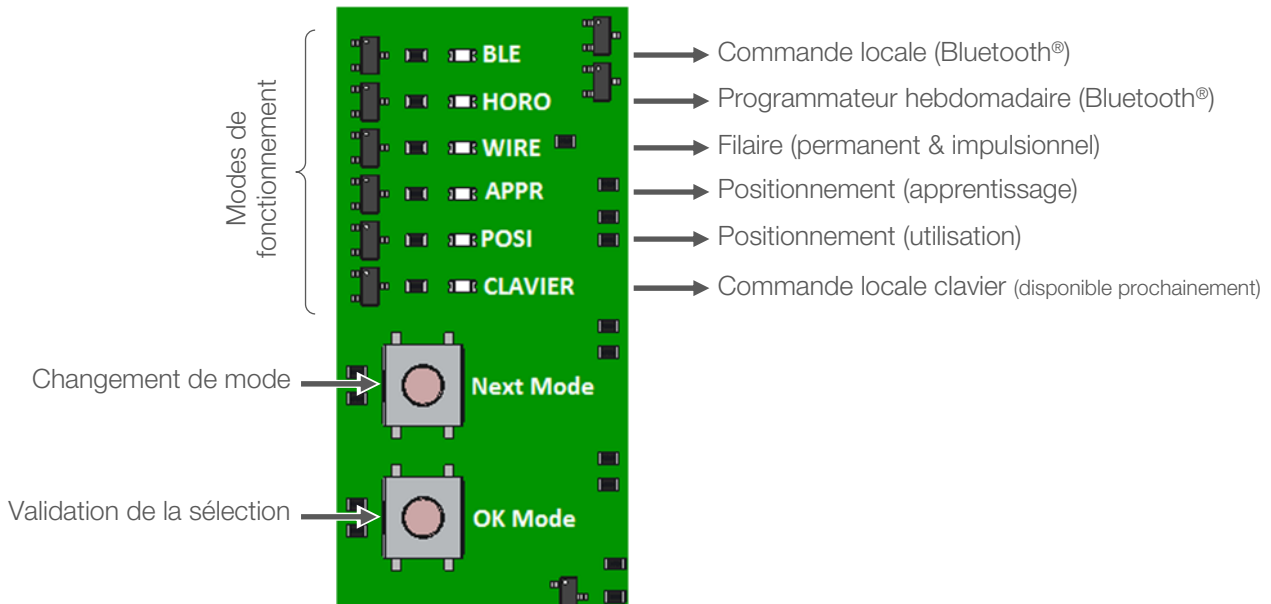 Modes de
fonctionnement
BLE
Commande locale (Bluetooth®)
HORO
Programmateur hebdomadaire (Bluetooth®)
WIRE
Filaire (permanent & impulsionnel)
APPR
Positionnement (apprentissage)
POSI
Positionnement (utilisation)
CLAVIER
Commande locale clavier (disponible prochainement)
Changement de mode
Next Mode
Validation de la sélection
OK Mode